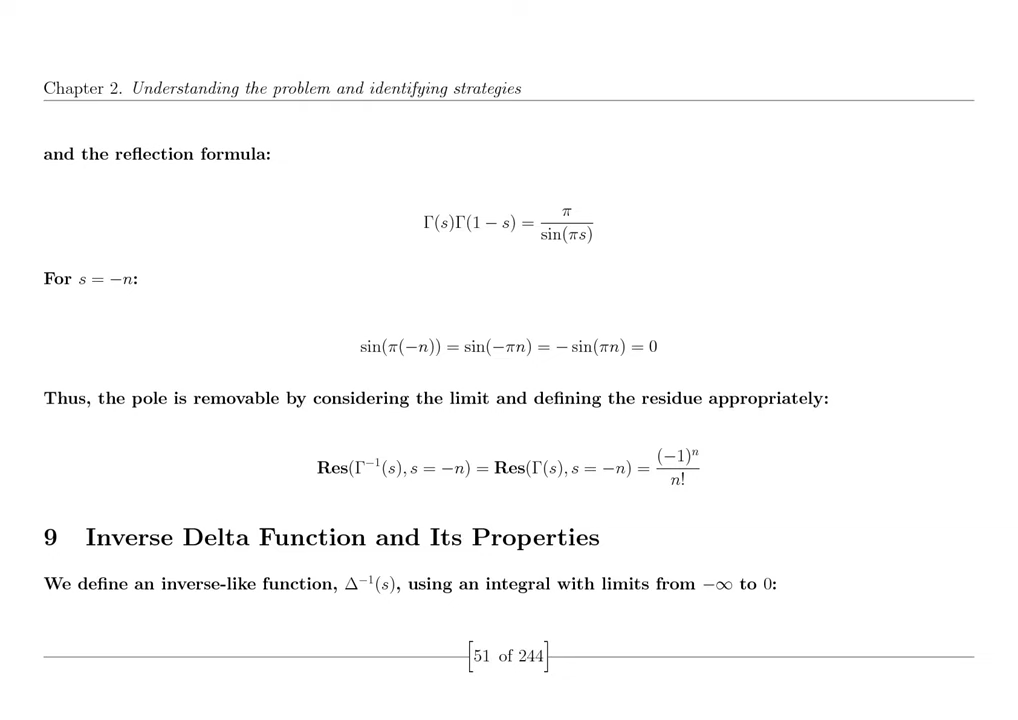 Chapter 2. Understanding the problem and identifying strategies
and the reflection formula:
Γ(s)Γ(1 − s) = π / sin(πs)
For s = −n:
sin(π(−n)) = sin(−πn) = − sin(πn) = 0
Thus, the pole is removable by considering the limit and defining the residue appropriately:
Res(Γ⁻¹(s), s = −n) = Res(Γ(s), s = −n) = (−1)ⁿ / n!
9 Inverse Delta Function and Its Properties
We define an inverse-like function, Δ⁻¹(s), using an integral with limits from −∞ to 0:
[51 of 244]